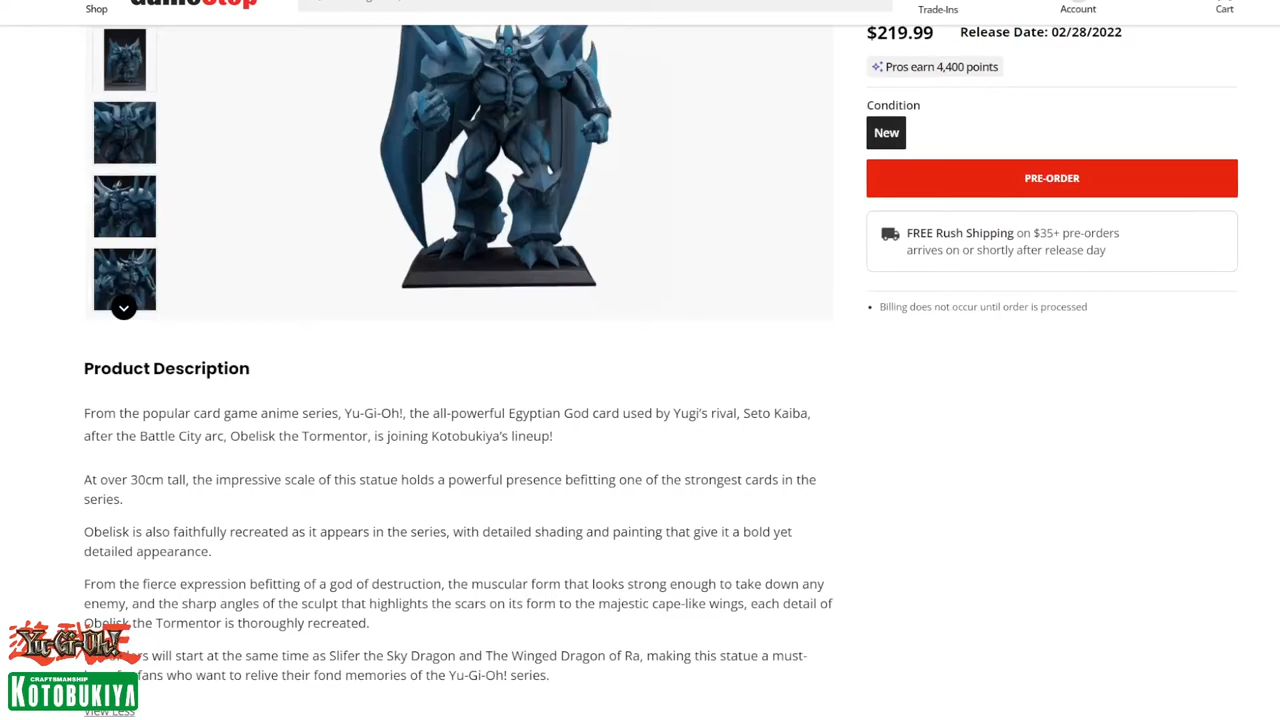 Shop
GameStop
Trade-Ins
Account
Cart
$219.99 Release Date: 02/28/2022
Pros earn 4,400 points
Condition
New
PRE-ORDER
FREE Rush Shipping on $35+ pre-orders
arrives on or shortly after release day
Billing does not occur until order is processed
Product Description
From the popular card game anime series, Yu-Gi-Oh!, the all-powerful Egyptian God card used by Yugi's rival, Seto Kaiba,
after the Battle City arc, Obelisk the Tormentor, is joining Kotobukiya's lineup!
At over 30cm tall, the impressive scale of this statue holds a powerful presence befitting one of the strongest cards in the
series.
Obelisk is also faithfully recreated as it appears in the series, with detailed shading and painting that give it a bold yet
detailed appearance.
From the fierce expression befitting of a god of destruction, the muscular form that looks strong enough to take down any
enemy, and the sharp angles of the sculpt that highlights the scars on its form to the majestic cape-like wings, each detail of
Obelisk the Tormentor is thoroughly recreated.
will start at the same time as Slifer the Sky Dragon and The Winged Dragon of Ra, making this statue a must-
fans who want to relive their fond memories of the Yu-Gi-Oh! series.
View Less
Yu-Gi-Oh!
CRAFTSMANSHIP
KOTOBUKIYA